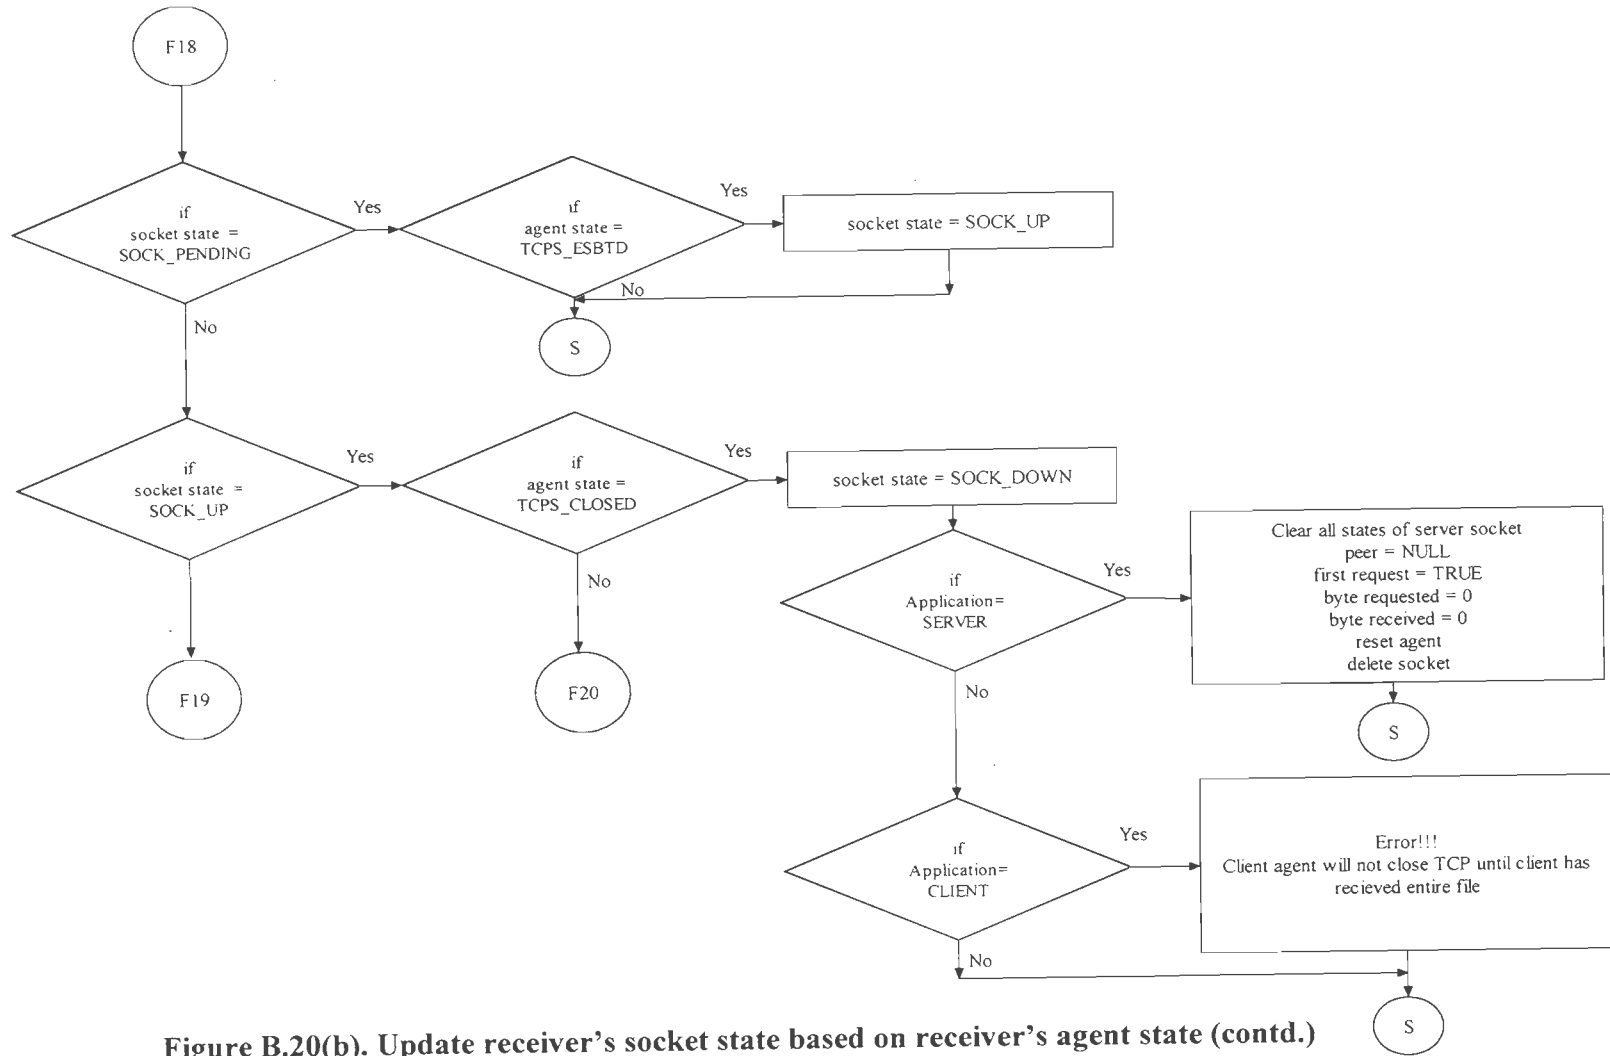 F18
if
socket state =
SOCK_PENDING
Yes
if
agent state =
TCPS_ESBTD
Yes
socket state = SOCK_UP
No
No
S
if
socket state =
SOCK_UP
Yes
if
agent state =
TCPS_CLOSED
Yes
socket state = SOCK_DOWN
No
F19
F20
if
Application=
SERVER
Yes
Clear all states of server socket
peer = NULL
first request = TRUE
byte requested = 0
byte received = 0
reset agent
delete socket
No
S
if
Application=
CLIENT
Yes
Error!!!
Client agent will not close TCP until client has
recieved entire file
No
S
Figure B.20(b). Update receiver's socket state based on receiver's agent state (contd.)